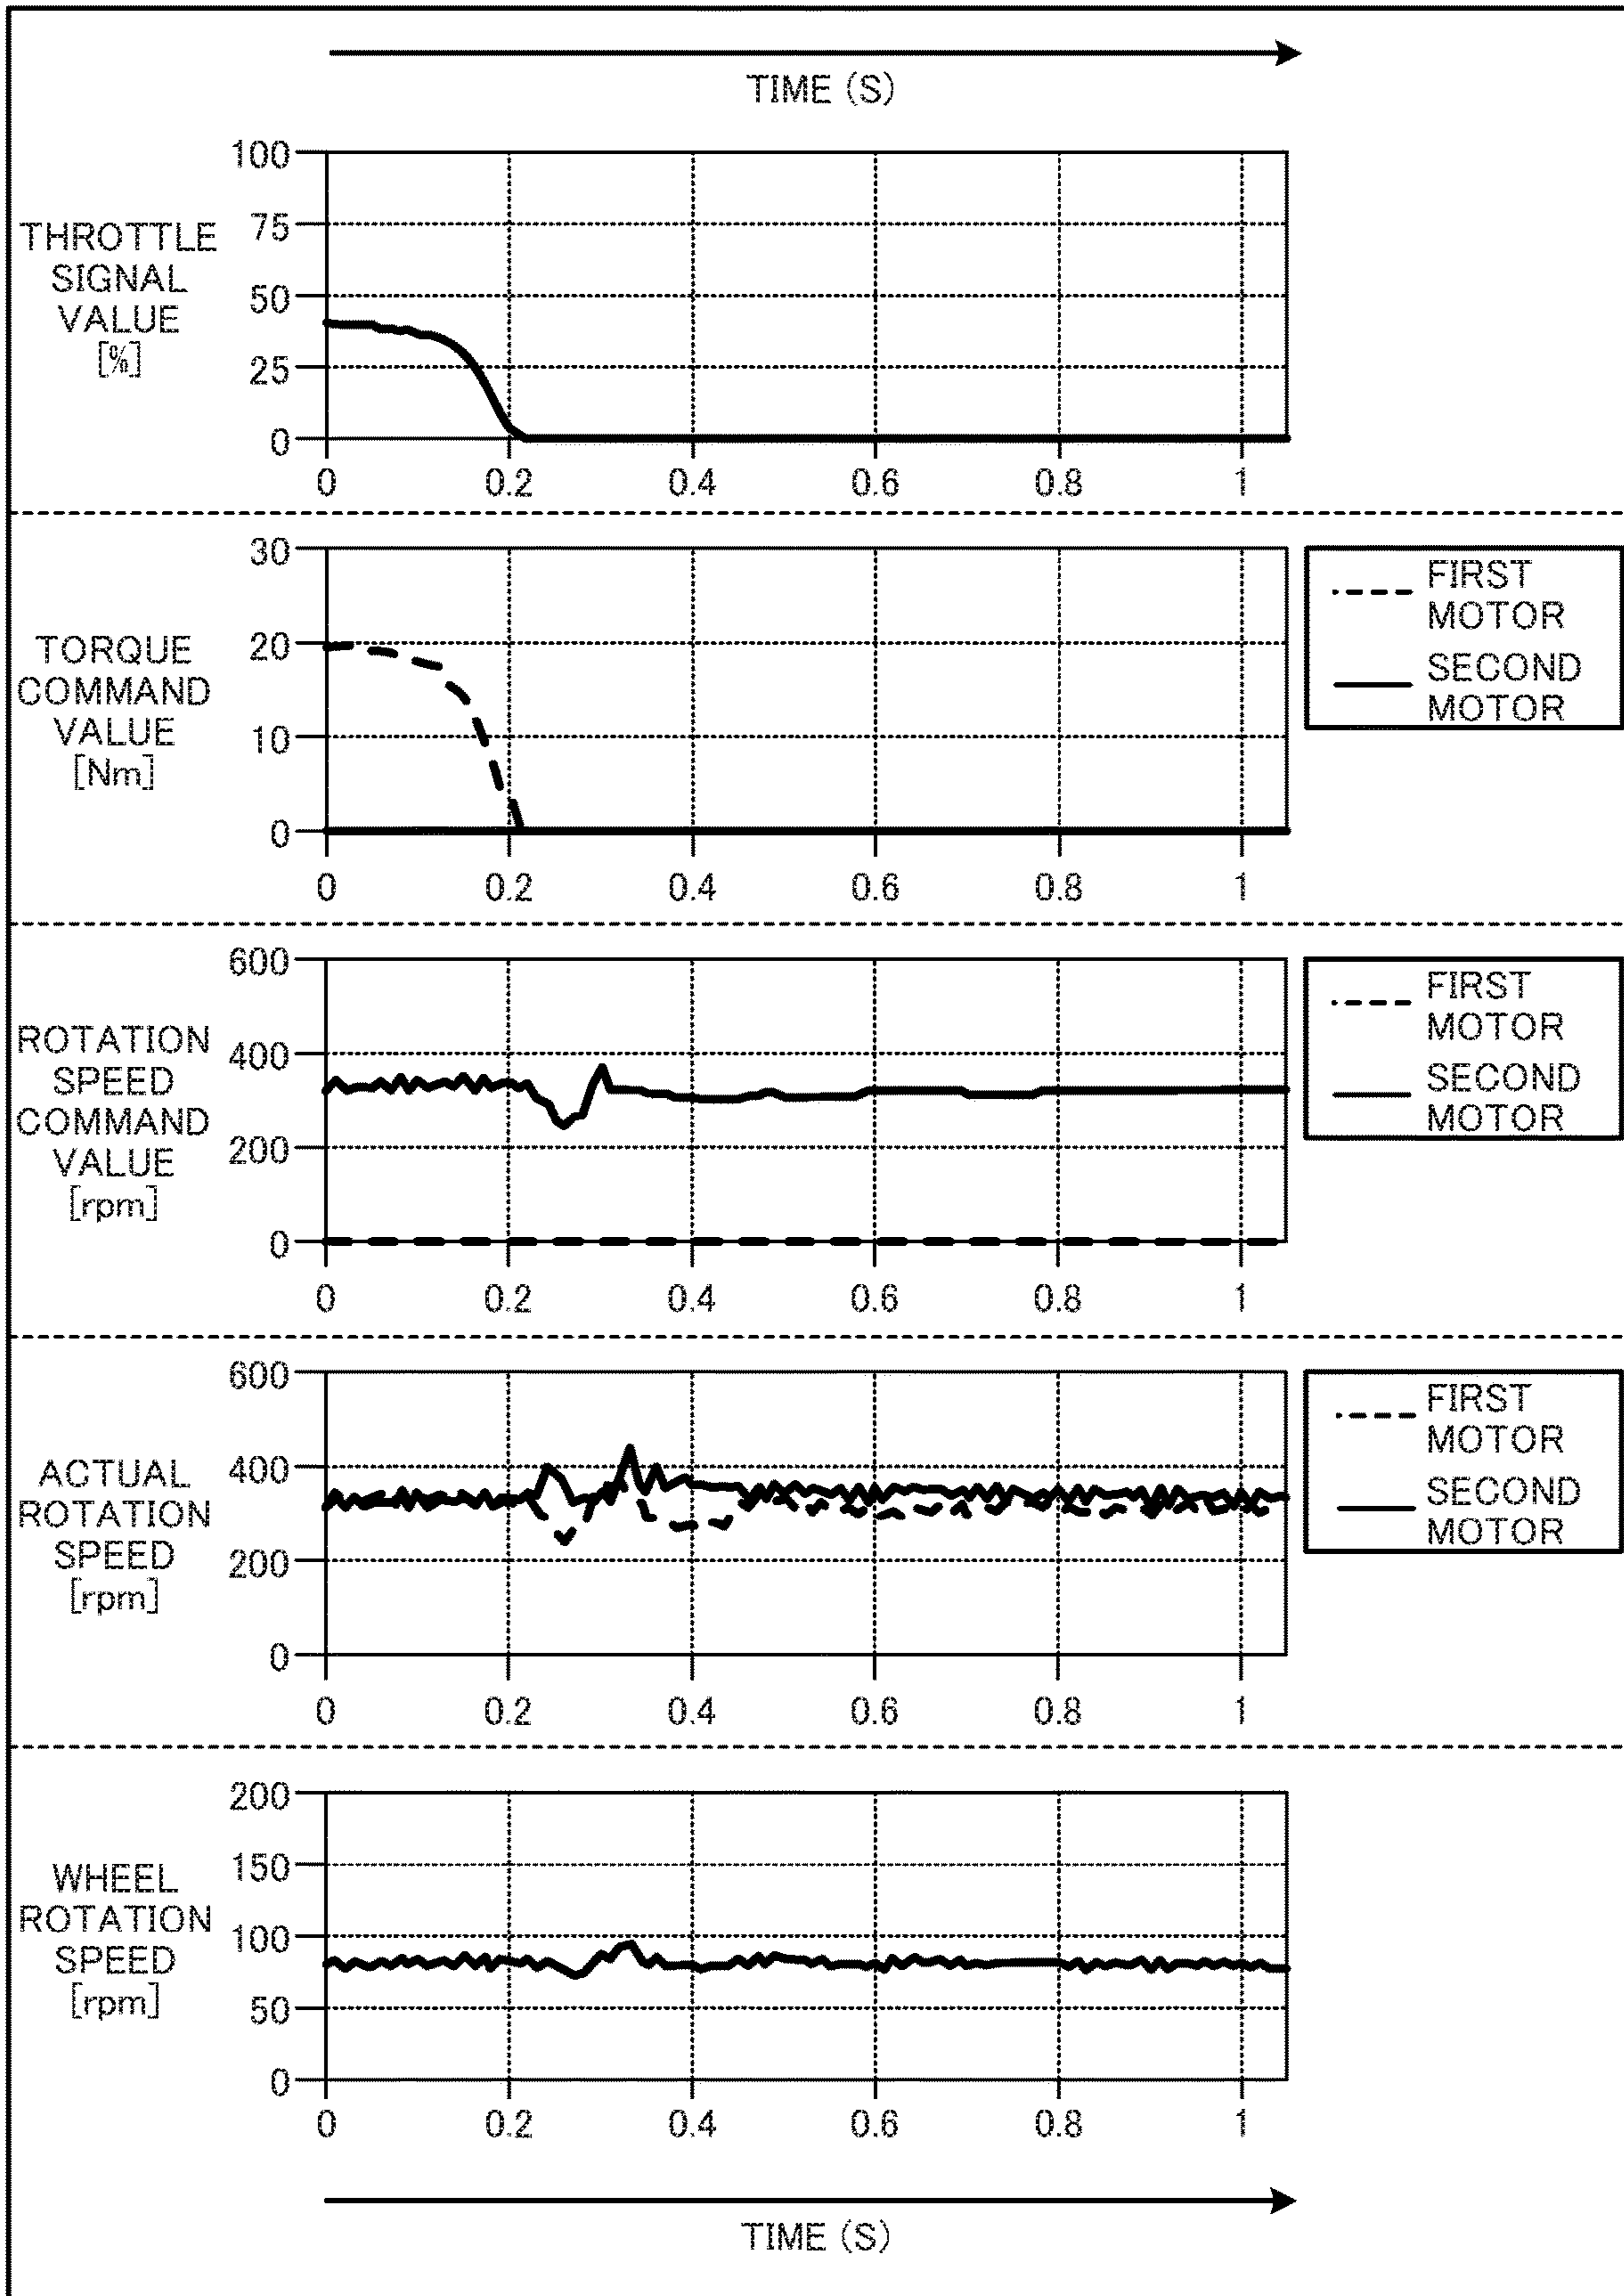 TIME (S)
THROTTLE
SIGNAL
VALUE
[%]
100
75
50
25
0
0 0.2 0.4 0.6 0.8 1
TORQUE
COMMAND
VALUE
[Nm]
30
20
10
0
0 0.2 0.4 0.6 0.8 1
FIRST
MOTOR
SECOND
MOTOR
ROTATION
SPEED
COMMAND
VALUE
[rpm]
600
400
200
0
0 0.2 0.4 0.6 0.8 1
FIRST
MOTOR
SECOND
MOTOR
ACTUAL
ROTATION
SPEED
[rpm]
600
400
200
0
0 0.2 0.4 0.6 0.8 1
FIRST
MOTOR
SECOND
MOTOR
WHEEL
ROTATION
SPEED
[rpm]
200
150
100
50
0
0 0.2 0.4 0.6 0.8 1
TIME (S)